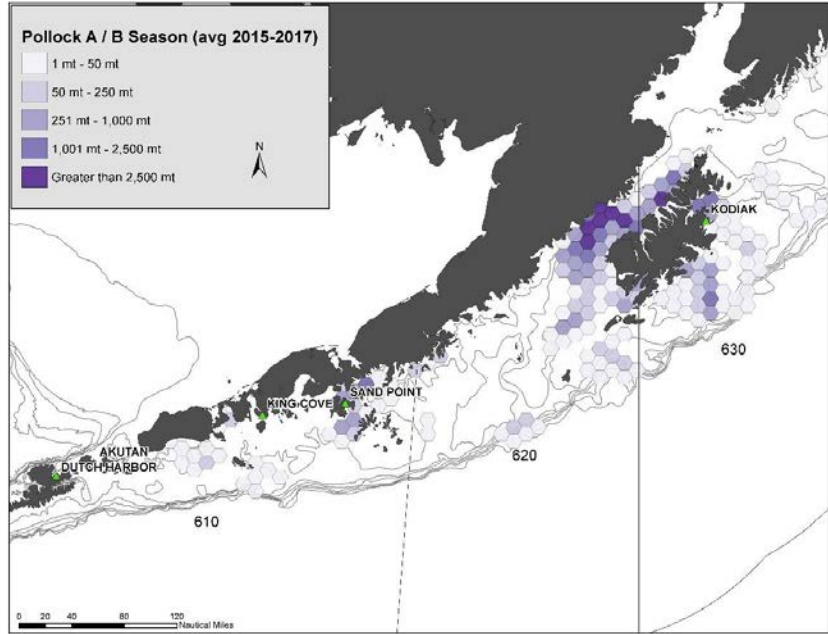 Pollock A / B Season (avg 2015-2017)
1 mt - 50 mt
50 mt - 250 mt
251 mt - 1,000 mt
1,001 mt - 2,500 mt
Greater than 2,500 mt
N
KODIAK
630
SAND POINT
KING COVE
620
AKUTAN
DUTCH HARBOR
610
0 20 40 80 120
Nautical Miles